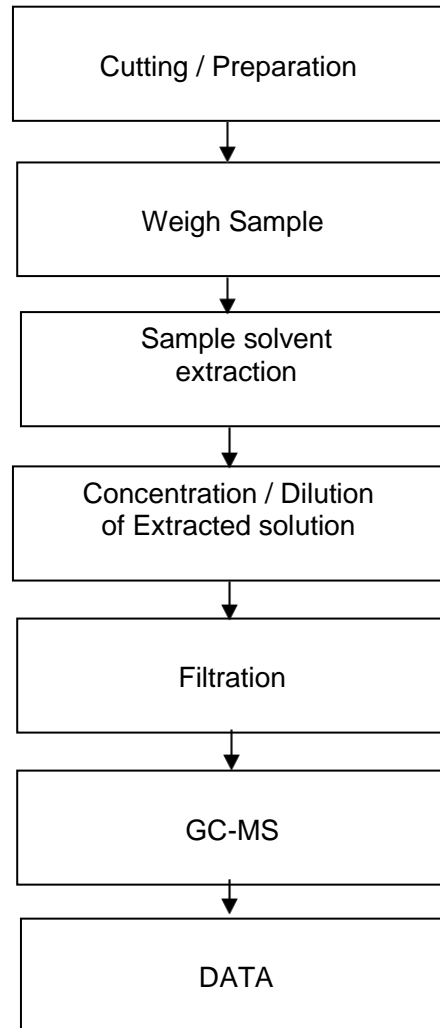 Cutting / Preparation
Weigh Sample
Sample solvent
extraction
Concentration / Dilution
of Extracted solution
Filtration
GC-MS
DATA